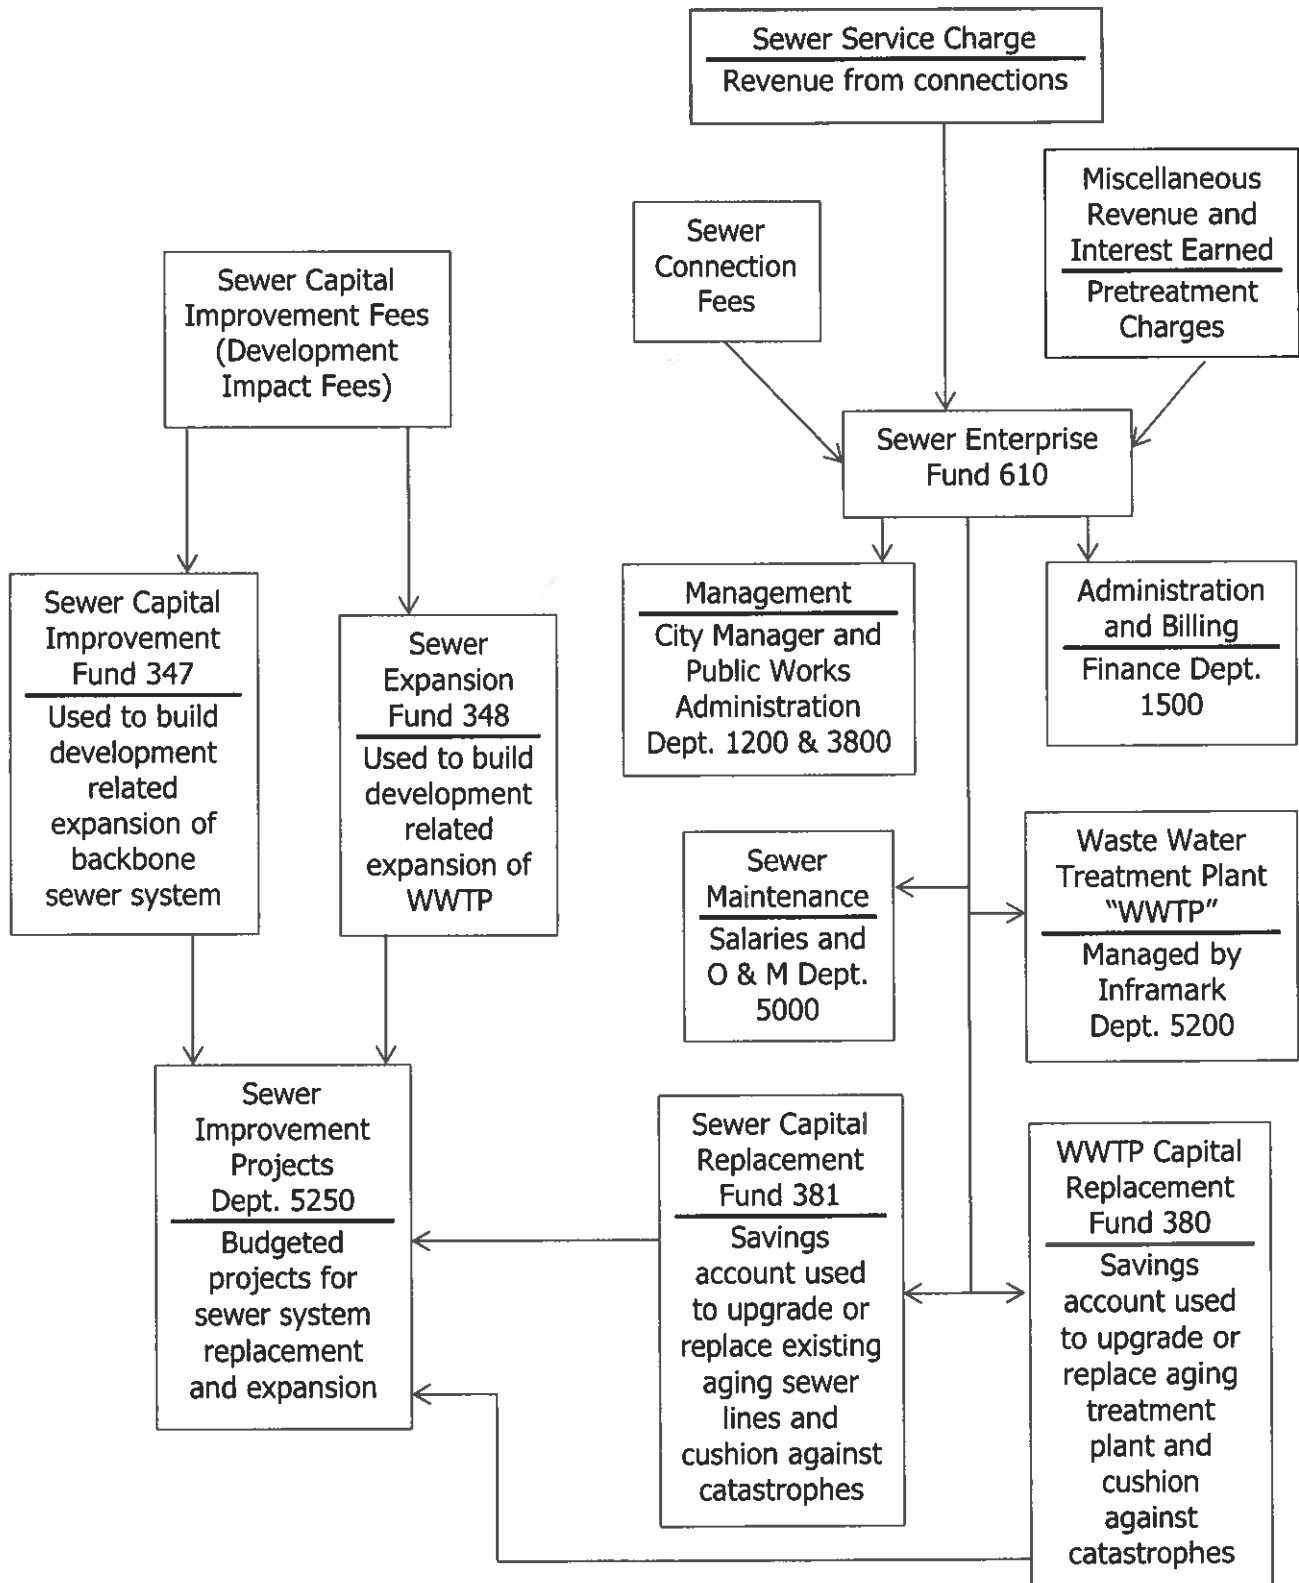 Sewer Service Charge
Revenue from connections
Miscellaneous
Revenue and
Interest Earned
Pretreatment
Charges
Sewer
Connection
Fees
Sewer Capital
Improvement Fees
(Development
Impact Fees)
Sewer Enterprise
Fund 610
Sewer Capital
Improvement
Fund 347
Used to build
development
related
expansion of
backbone
sewer system
Sewer
Expansion
Fund 348
Used to build
development
related
expansion of
WWTP
Management
City Manager and
Public Works
Administration
Dept. 1200 & 3800
Administration
and Billing
Finance Dept.
1500
Sewer
Maintenance
Salaries and
O & M Dept.
5000
Waste Water
Treatment Plant
“WWTP”
Managed by
Inframark
Dept. 5200
Sewer
Improvement
Projects
Dept. 5250
Budgeted
projects for
sewer system
replacement
and expansion
Sewer Capital
Replacement
Fund 381
Savings
account used
to upgrade or
replace existing
aging sewer
lines and
cushion against
catastrophes
WWTP Capital
Replacement
Fund 380
Savings
account used
to upgrade or
replace aging
treatment
plant and
cushion
against
catastrophes